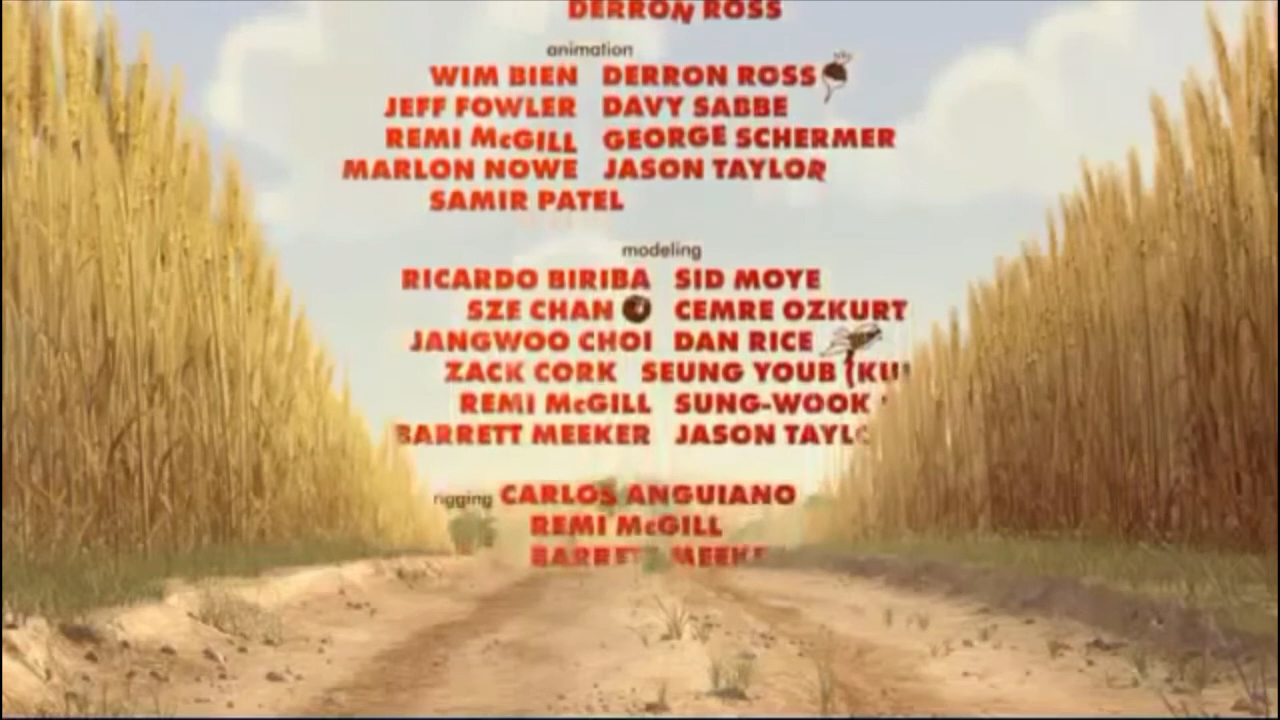 DERRON ROSS
animation
WIM BIEN DERRON ROSS
JEFF FOWLER DAVY SABBE
REMI McGILL GEORGE SCHERMER
MARLON NOWE JASON TAYLOR
SAMIR PATEL
modeling
RICARDO BIRIBA SID MOYE
SZE CHAN CEMRE OZKURT
JANGWOO CHOI DAN RICE
ZACK CORK SEUNG YOUB
REMI McGILL SUNG-WOOK
BARRETT MEEKER JASON
rigging CARLOS ANGUIANO
REMI McGILL